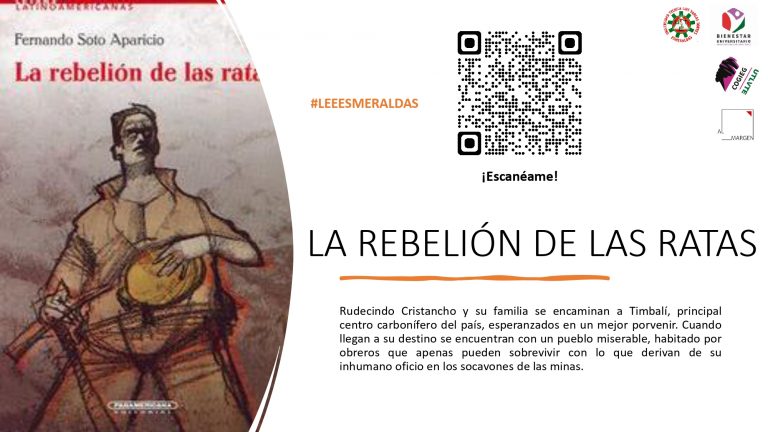 LATINOAMERICANAS
Fernando Soto Aparicio
La rebelión de las rata
PANAMERICANA
EDITORIAL
#LEEESMERALDAS
¡Escanéame!
BIENESTAR
UNIVERSITARIO
COGIEG
UTLVTE
AL
MARGEN
LA REBELIÓN DE LAS RATAS
Rudecindo Cristancho y su familia se encaminan a Timbalí, principal
centro carbonífero del país, esperanzados en un mejor porvenir. Cuando
llegan a su destino se encuentran con un pueblo miserable, habitado por
obreros que apenas pueden sobrevivir con lo que derivan de su
inhumano oficio en los socavones de las minas.